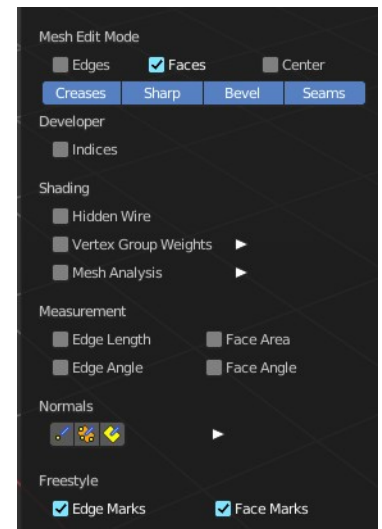 Mesh Edit Mode
Edges Faces Center
Creases Sharp Bevel Seams
Developer
Indices
Shading
Hidden Wire
Vertex Group Weights
Mesh Analysis
Measurement
Edge Length Face Area
Edge Angle Face Angle
Normals
Freestyle
Edge Marks Face Marks